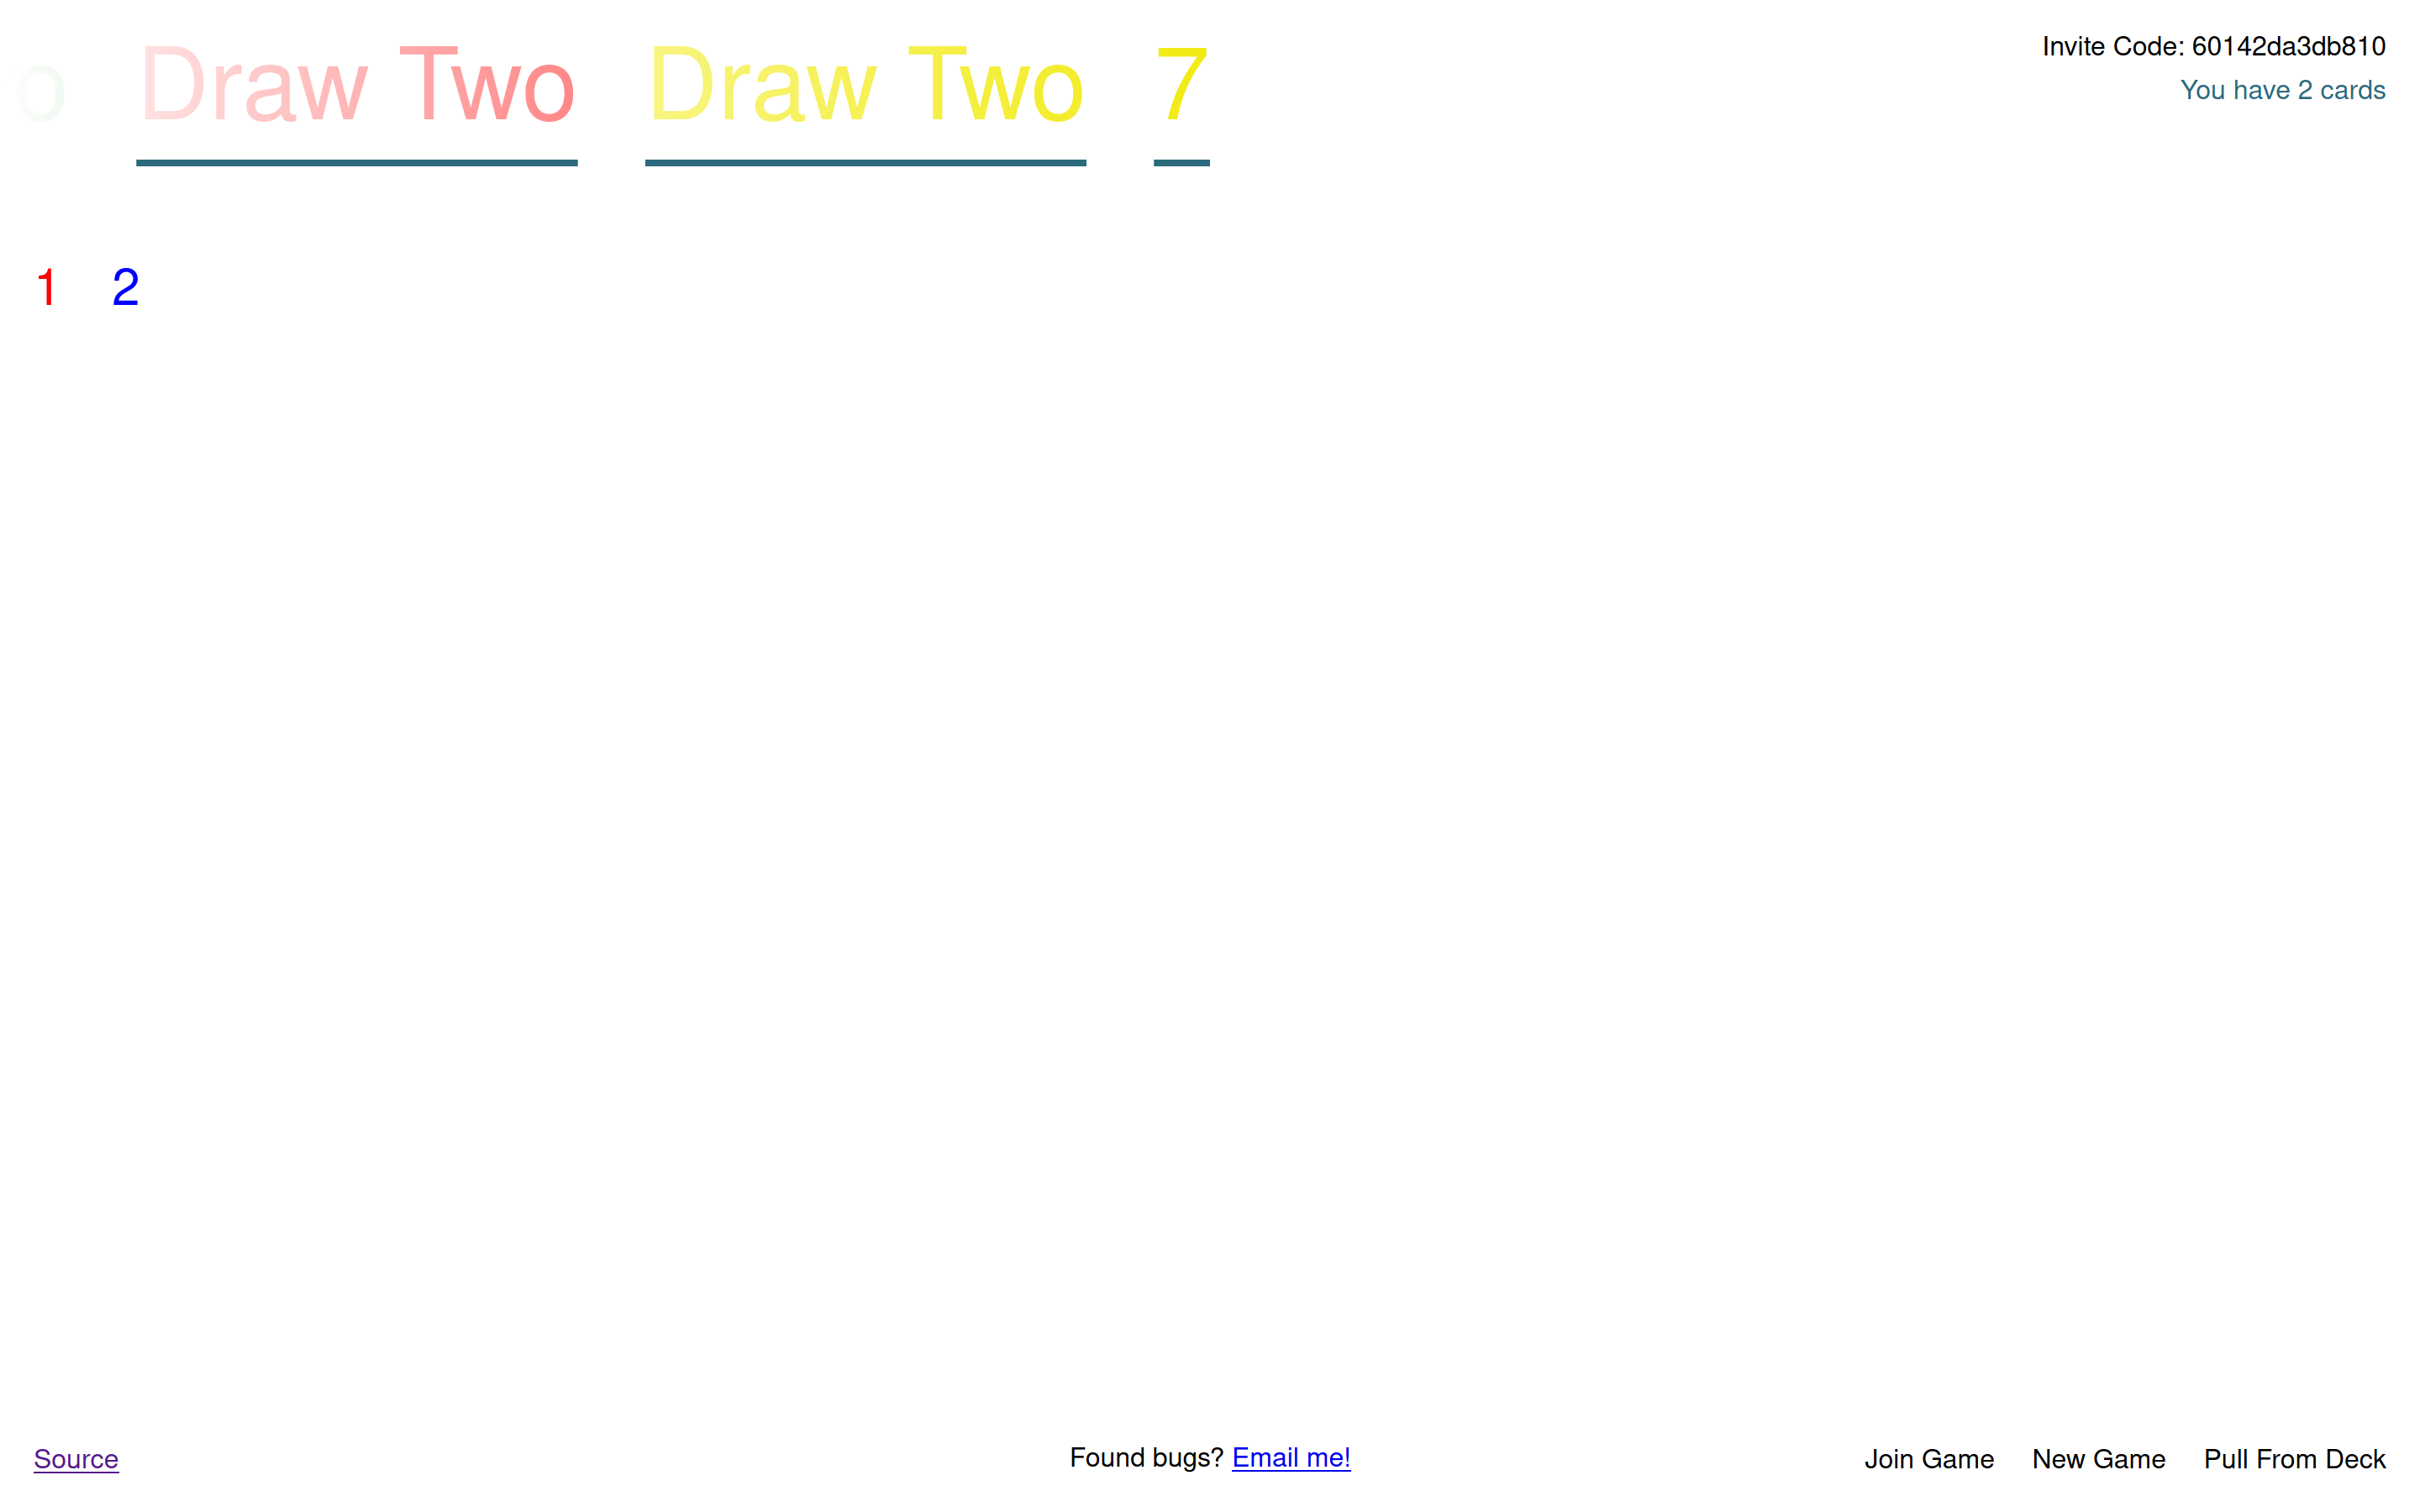 o Draw Two Draw Two 7
Invite Code: 60142da3db810
You have 2 cards
1 2
Source
Found bugs? Email me!
Join Game New Game Pull From Deck